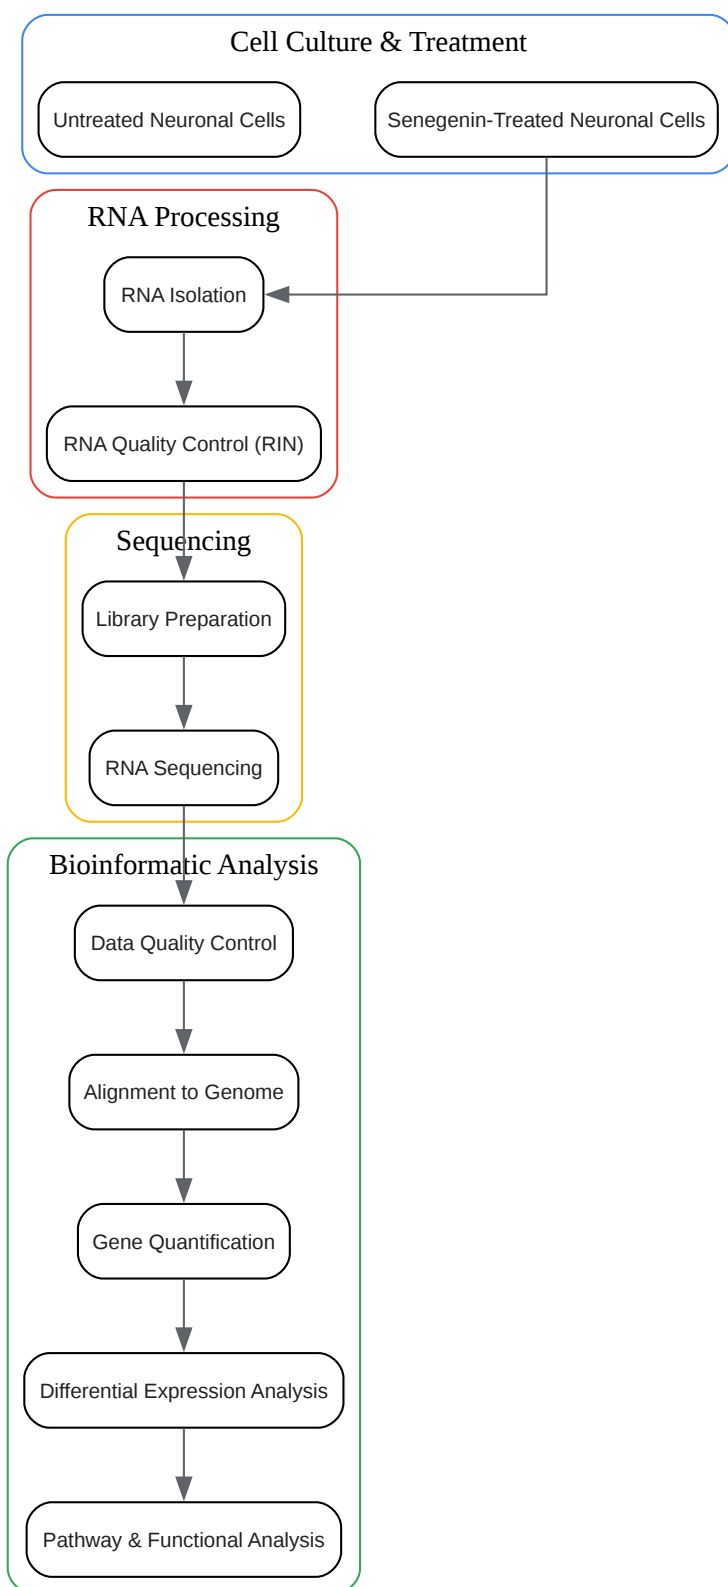 Cell Culture & Treatment
Untreated Neuronal Cells
Senegenin-Treated Neuronal Cells
RNA Processing
RNA Isolation
RNA Quality Control (RIN)
Sequencing
Library Preparation
RNA Sequencing
Bioinformatic Analysis
Data Quality Control
Alignment to Genome
Gene Quantification
Differential Expression Analysis
Pathway & Functional Analysis